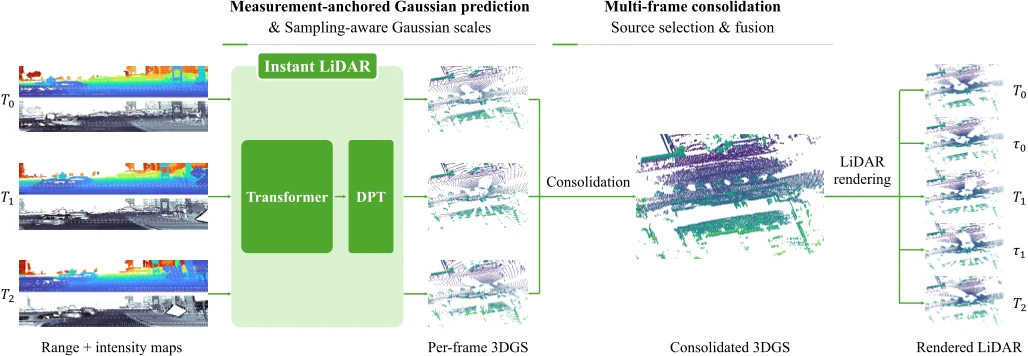 Measurement-anchored Gaussian prediction
& Sampling-aware Gaussian scales
Multi-frame consolidation
Source selection & fusion
Instant LiDAR
T0
T1
T2
Transformer
DPT
Consolidation
LiDAR
rendering
T0
τ0
T1
τ1
T2
Range + intensity maps
Per-frame 3DGS
Consolidated 3DGS
Rendered LiDAR